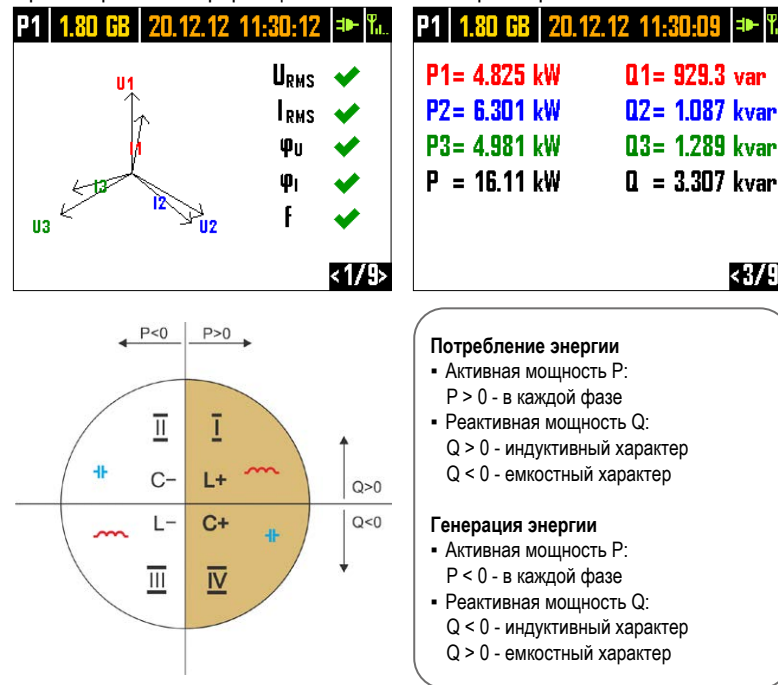 P1 1.80 GB 20.12.12 11:30:12
U1
I1
I3
I2
U3
U2
URMS
IRMS
φU
φI
f
<1/9>
P1 1.80 GB 20.12.12 11:30:09
P1= 4.825 kW Q1= 929.3 var
P2= 6.301 kW Q2= 1.087 kvar
P3= 4.981 kW Q3= 1.289 kvar
P = 16.11 kW Q = 3.307 kvar
<3/9
P<0 P>0
II I
C− L+
Q>0
L− C+
Q<0
III IV
Потребление энергии
▪ Активная мощность P:
P > 0 - в каждой фазе
▪ Реактивная мощность Q:
Q > 0 - индуктивный характер
Q < 0 - емкостный характер
Генерация энергии
▪ Активная мощность P:
P < 0 - в каждой фазе
▪ Реактивная мощность Q:
Q < 0 - индуктивный характер
Q > 0 - емкостный характер